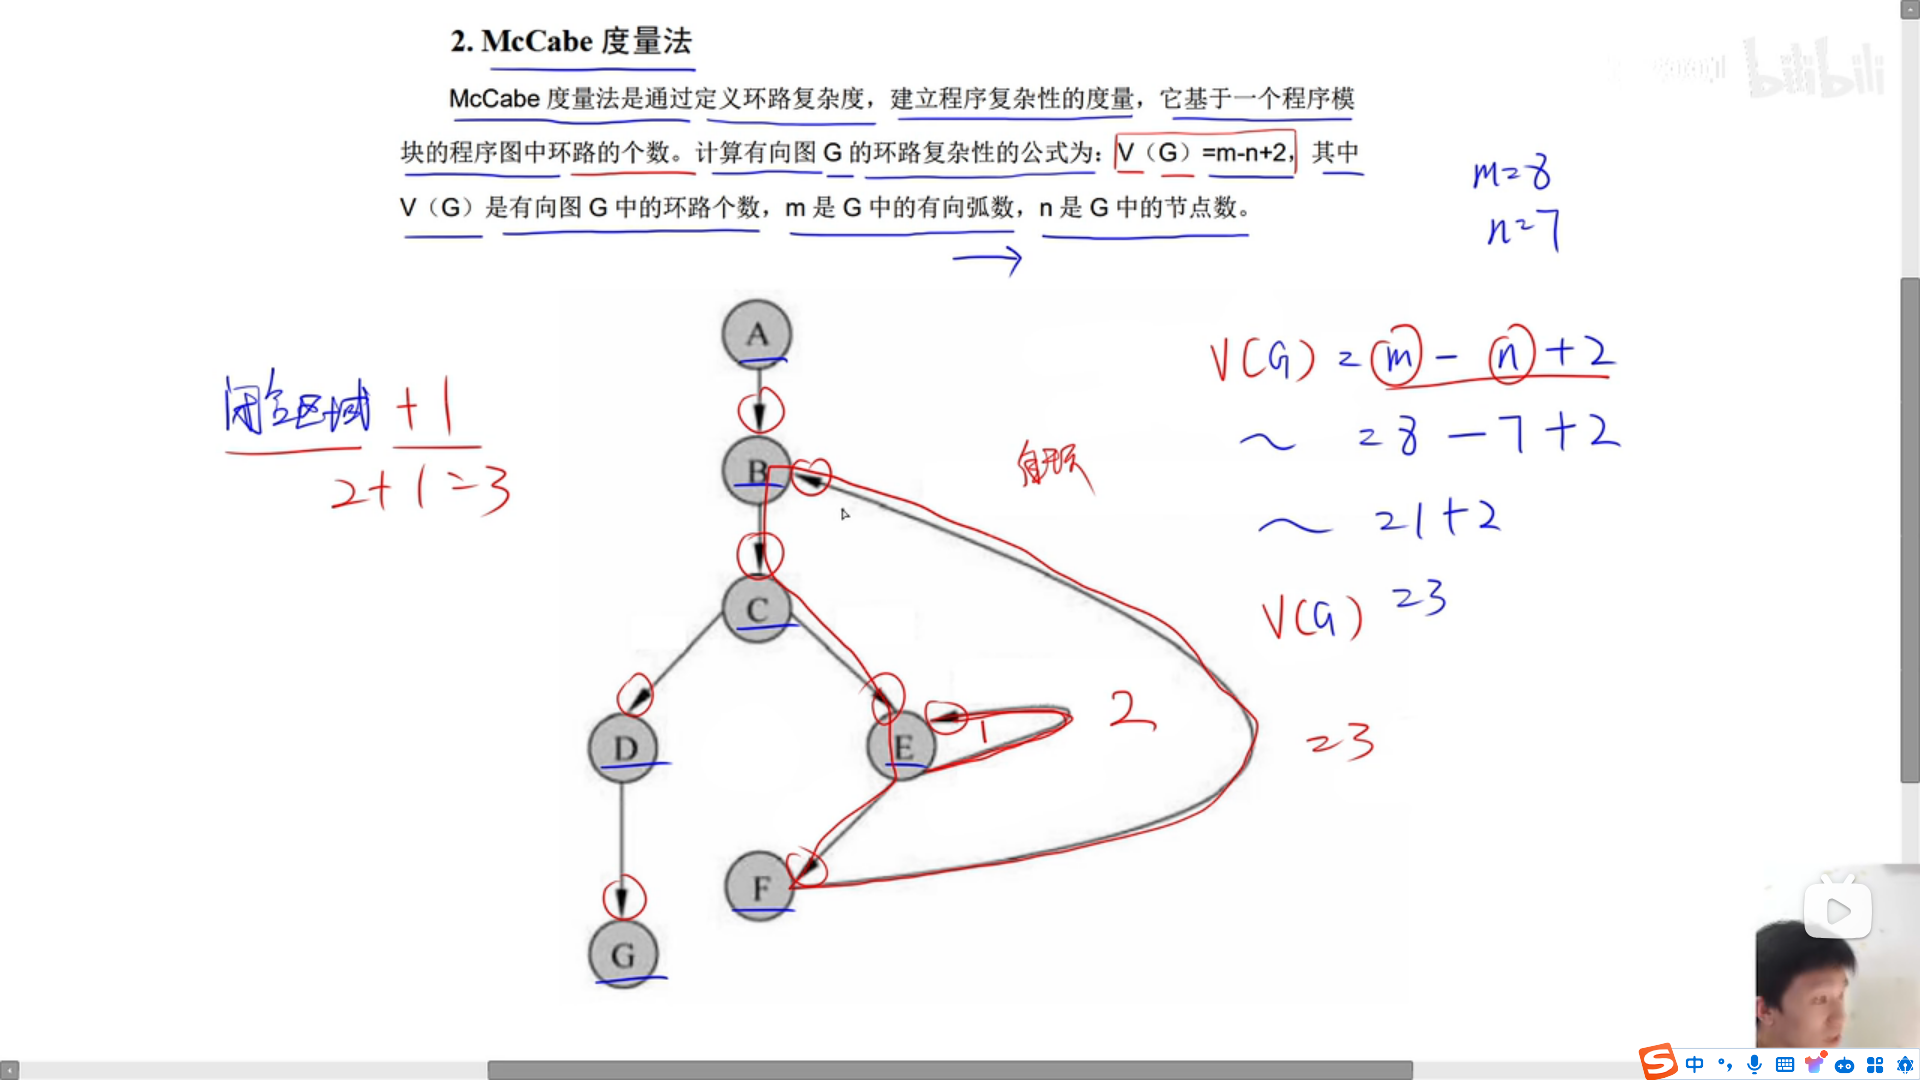 2. McCabe 度量法
McCabe 度量法是通过定义环路复杂度，建立程序复杂性的度量，它基于一个程序模
块的程序图中环路的个数。计算有向图 G 的环路复杂性的公式为：V（G）=m-n+2，其中
V（G）是有向图 G 中的环路个数，m 是 G 中的有向弧数，n 是 G 中的节点数。
bilibili
m=8
n=7
A
V(G) = m - n + 2
闭合区域 + 1
= 8 - 7 + 2
2+1=3
B
=1+2
V(G) =3
C
2
1
=3
D
E
F
G
中